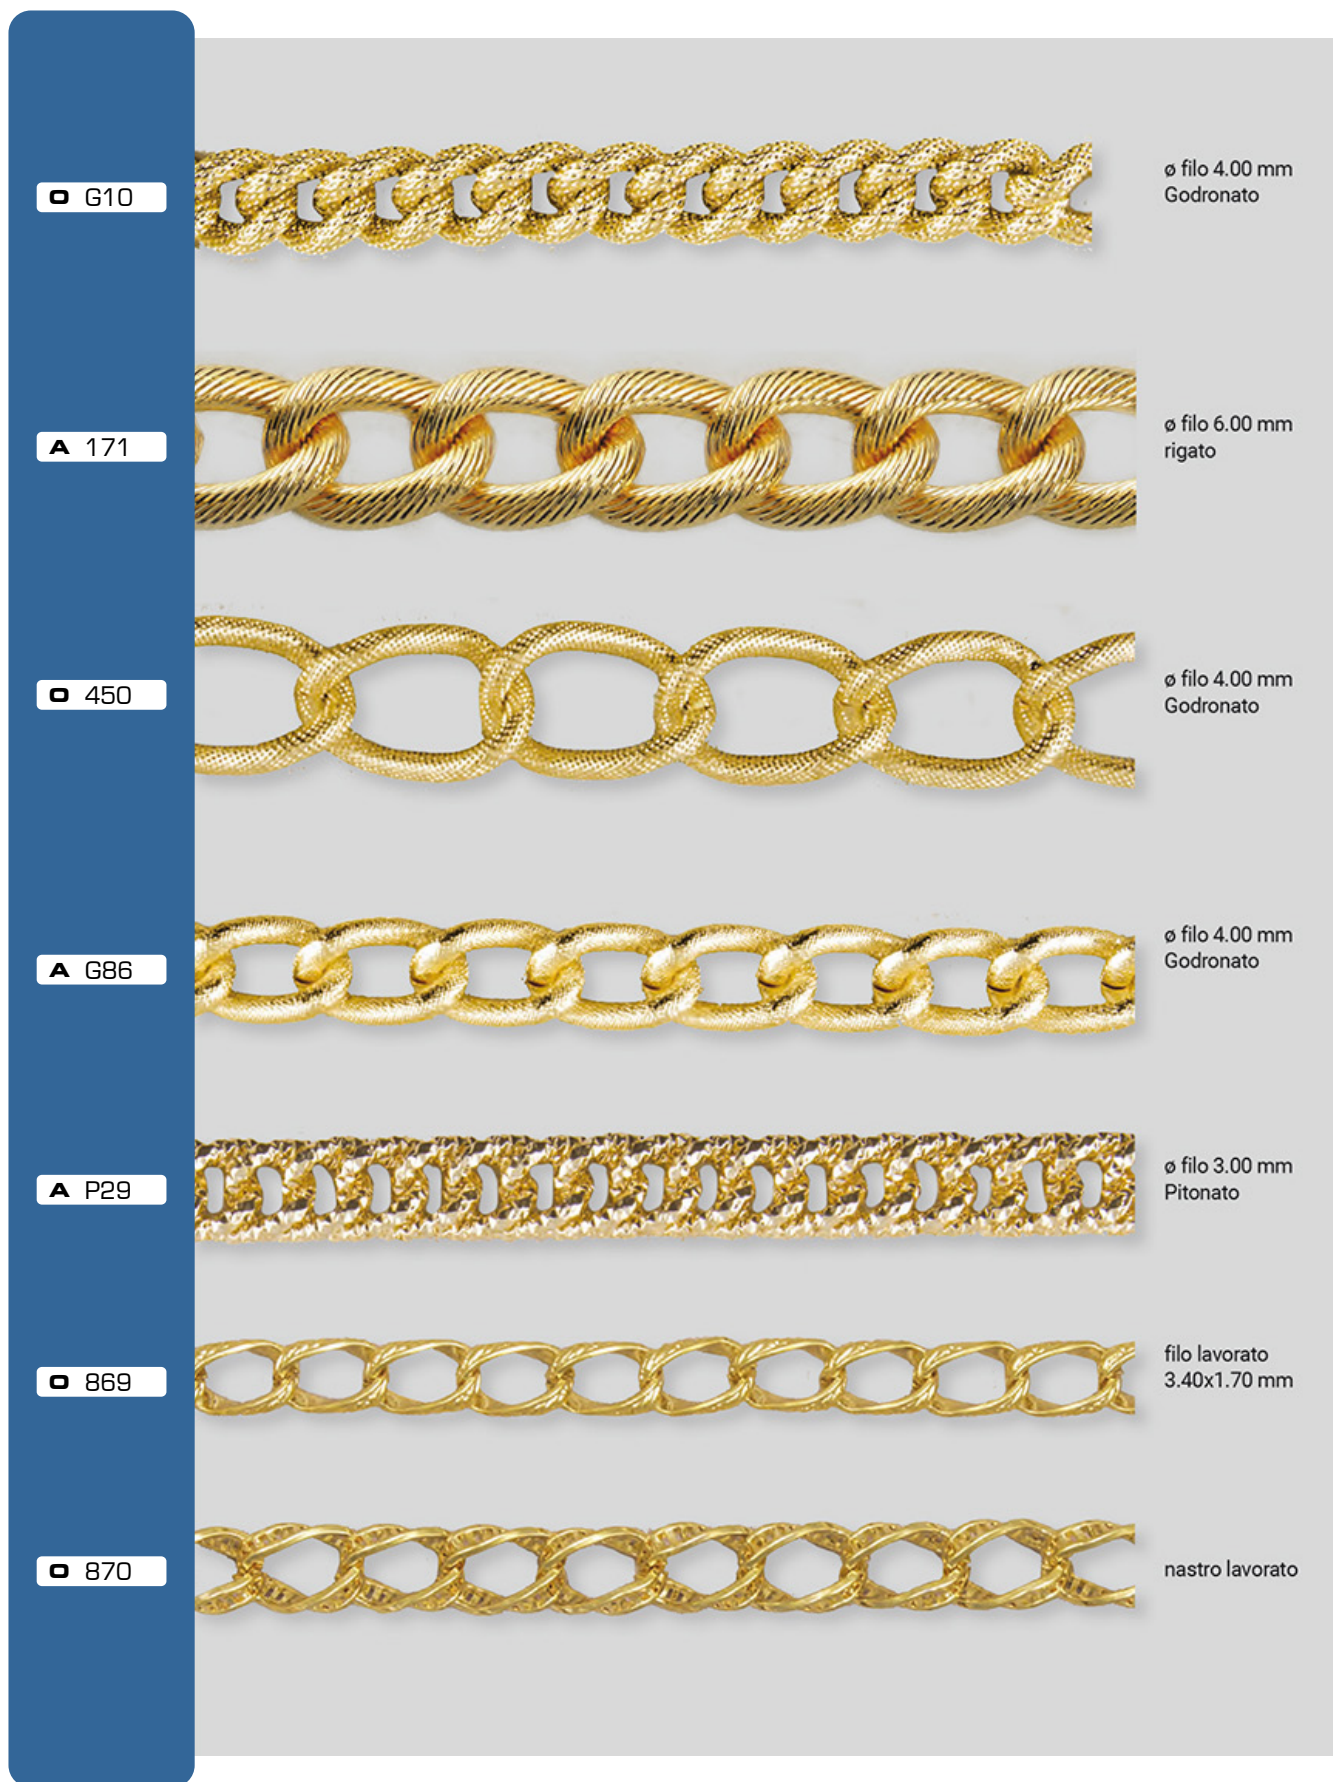 O G10
ø filo 4.00 mm
Godronato
A 171
ø filo 6.00 mm
rigato
O 450
ø filo 4.00 mm
Godronato
A G86
ø filo 4.00 mm
Godronato
A P29
ø filo 3.00 mm
Pitonato
O 869
filo lavorato
3.40x1.70 mm
O 870
nastro lavorato